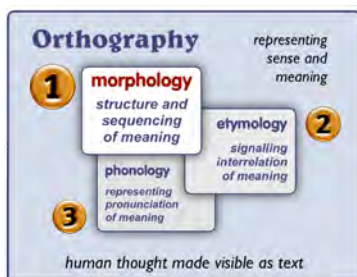 Orthography
representing
sense and
meaning
1
morphology
structure and
sequencing
of meaning
etymology
2
signalling
interrelation
of meaning
phonology
representing
pronunciation
of meaning
3
human thought made visible as text